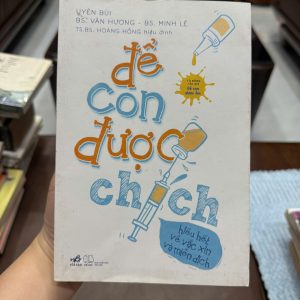 UYÊN BÙI
BS. VÂN HƯƠNG - BS. MINH LÊ
TS.BS. HOÀNG HỒNG hiệu đính
để
con
được
chích
hiểu hết
về vắc xin
và miễn dịch